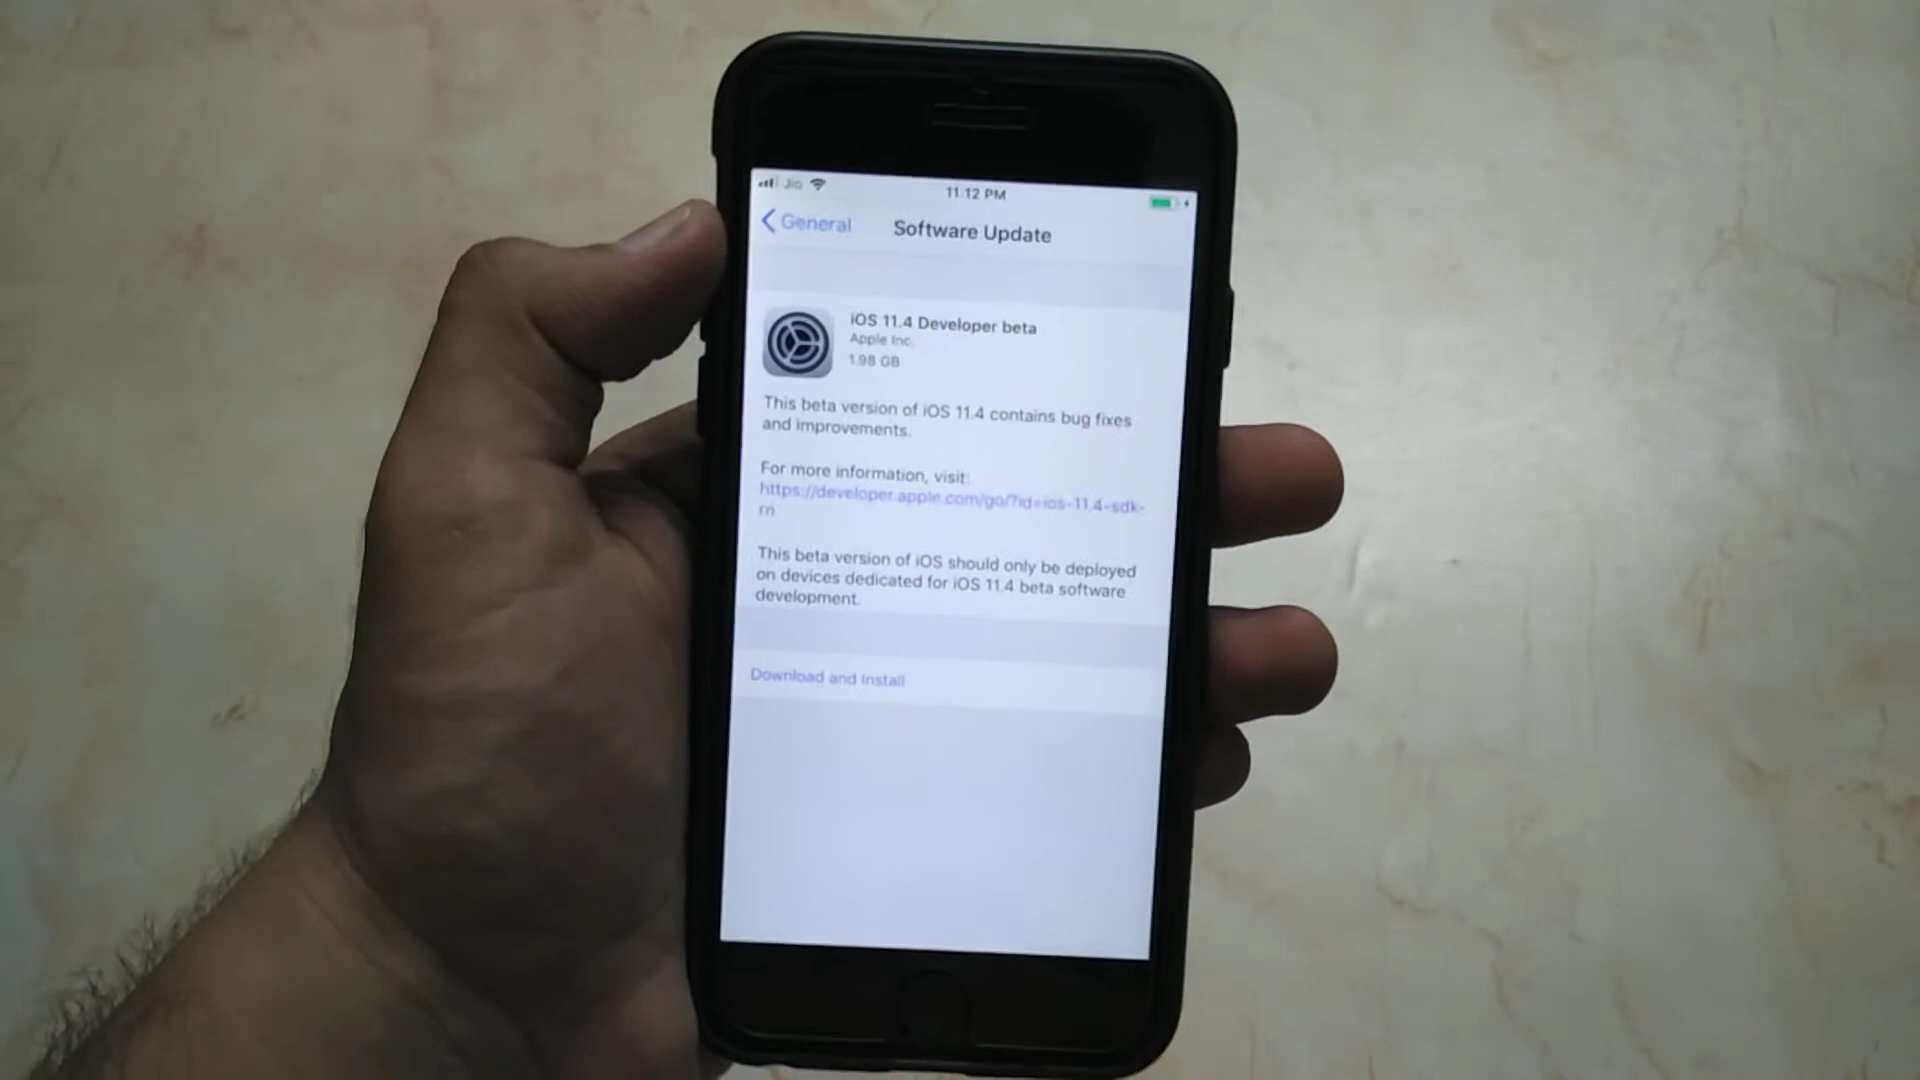 Jio
11:12 PM
General
Software Update
iOS 11.4 Developer beta
Apple Inc.
1.98 GB
This beta version of iOS 11.4 contains bug fixes
and improvements.
For more information, visit:
https://developer.apple.com/go/?id=ios-11.4-sdk-
rn
This beta version of iOS should only be deployed
on devices dedicated for iOS 11.4 beta software
development.
Download and Install